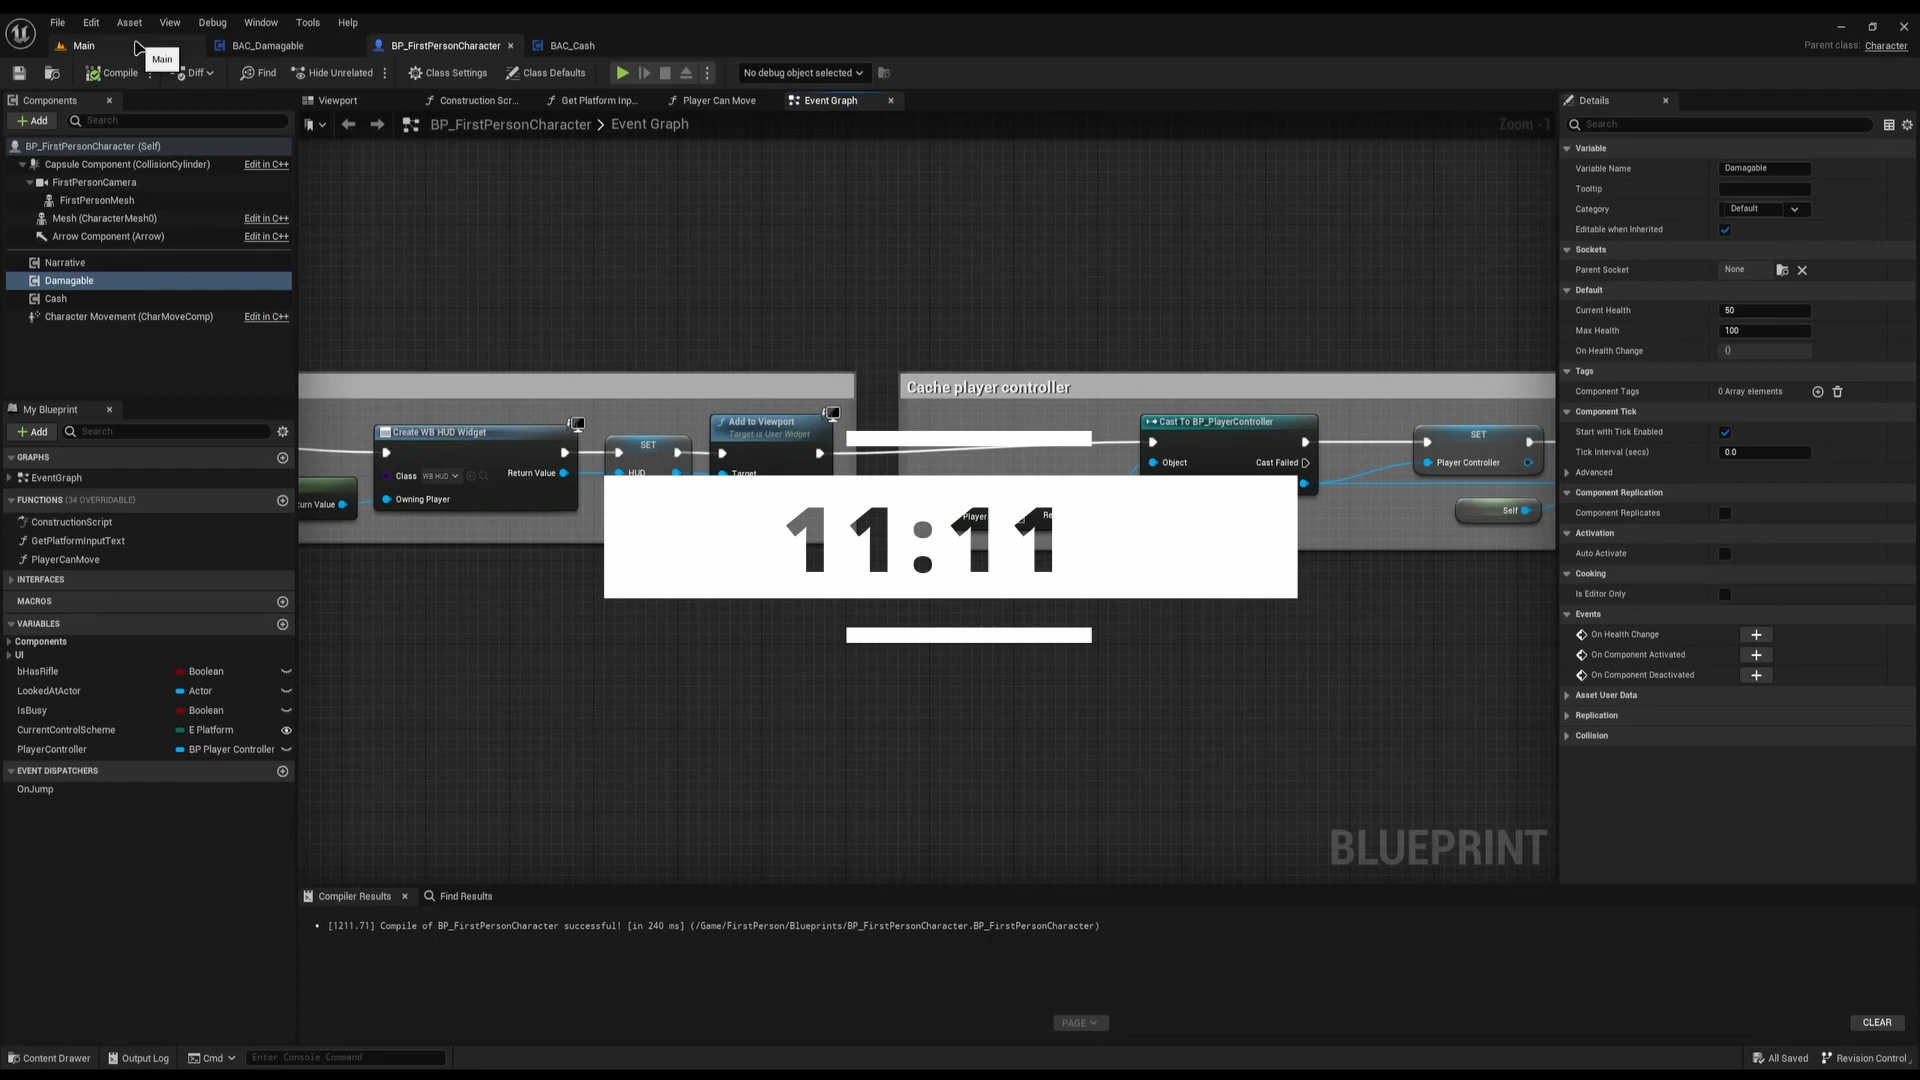 File Edit Asset View Debug Window Tools Help
Main BAC_Damagable BP_FirstPersonCharacter BAC_Cash
Parent class: Character
Main
Compile Diff Find Hide Unrelated Class Settings Class Defaults No debug object selected
Components
Add Search
BP_FirstPersonCharacter (Self)
Capsule Component (CollisionCylinder) Edit in C++
FirstPersonCamera
FirstPersonMesh
Mesh (CharacterMesh0) Edit in C++
Arrow Component (Arrow) Edit in C++
Narrative
Damagable
Cash
Character Movement (CharMoveComp) Edit in C++
My Blueprint
Add Search
GRAPHS
EventGraph
FUNCTIONS (34 OVERRIDABLE)
ConstructionScript
GetPlatformInputText
PlayerCanMove
INTERFACES
MACROS
VARIABLES
Components
UI
bHasRifle Boolean
LookedAtActor Actor
IsBusy Boolean
CurrentControlScheme E Platform
PlayerController BP Player Controller
EVENT DISPATCHERS
OnJump
Viewport Construction Scr... Get Platform Inp... Player Can Move Event Graph
BP_FirstPersonCharacter > Event Graph
Zoom -1
Cache player controller
Create WB HUD Widget
Class WB HUD Return Value
Owning Player
urn Value
SET
HUD
Add to Viewport
Target is User Widget
Target
Cast To BP_PlayerController
Object Cast Failed
SET
Player Controller
Self
Player Re
11:11
BLUEPRINT
Compiler Results Find Results
[1211.71] Compile of BP_FirstPersonCharacter successful! [in 240 ms] (/Game/FirstPerson/Blueprints/BP_FirstPersonCharacter.BP_FirstPersonCharacter)
PAGE
CLEAR
Details
Search
Variable
Variable Name Damagable
Tooltip
Category Default
Editable when Inherited
Sockets
Parent Socket None
Default
Current Health 50
Max Health 100
On Health Change ()
Tags
Component Tags 0 Array elements
Component Tick
Start with Tick Enabled
Tick Interval (secs) 0.0
Advanced
Component Replication
Component Replicates
Activation
Auto Activate
Cooking
Is Editor Only
Events
On Health Change
On Component Activated
On Component Deactivated
Asset User Data
Replication
Collision
Content Drawer Output Log Cmd Enter Console Command
All Saved Revision Control